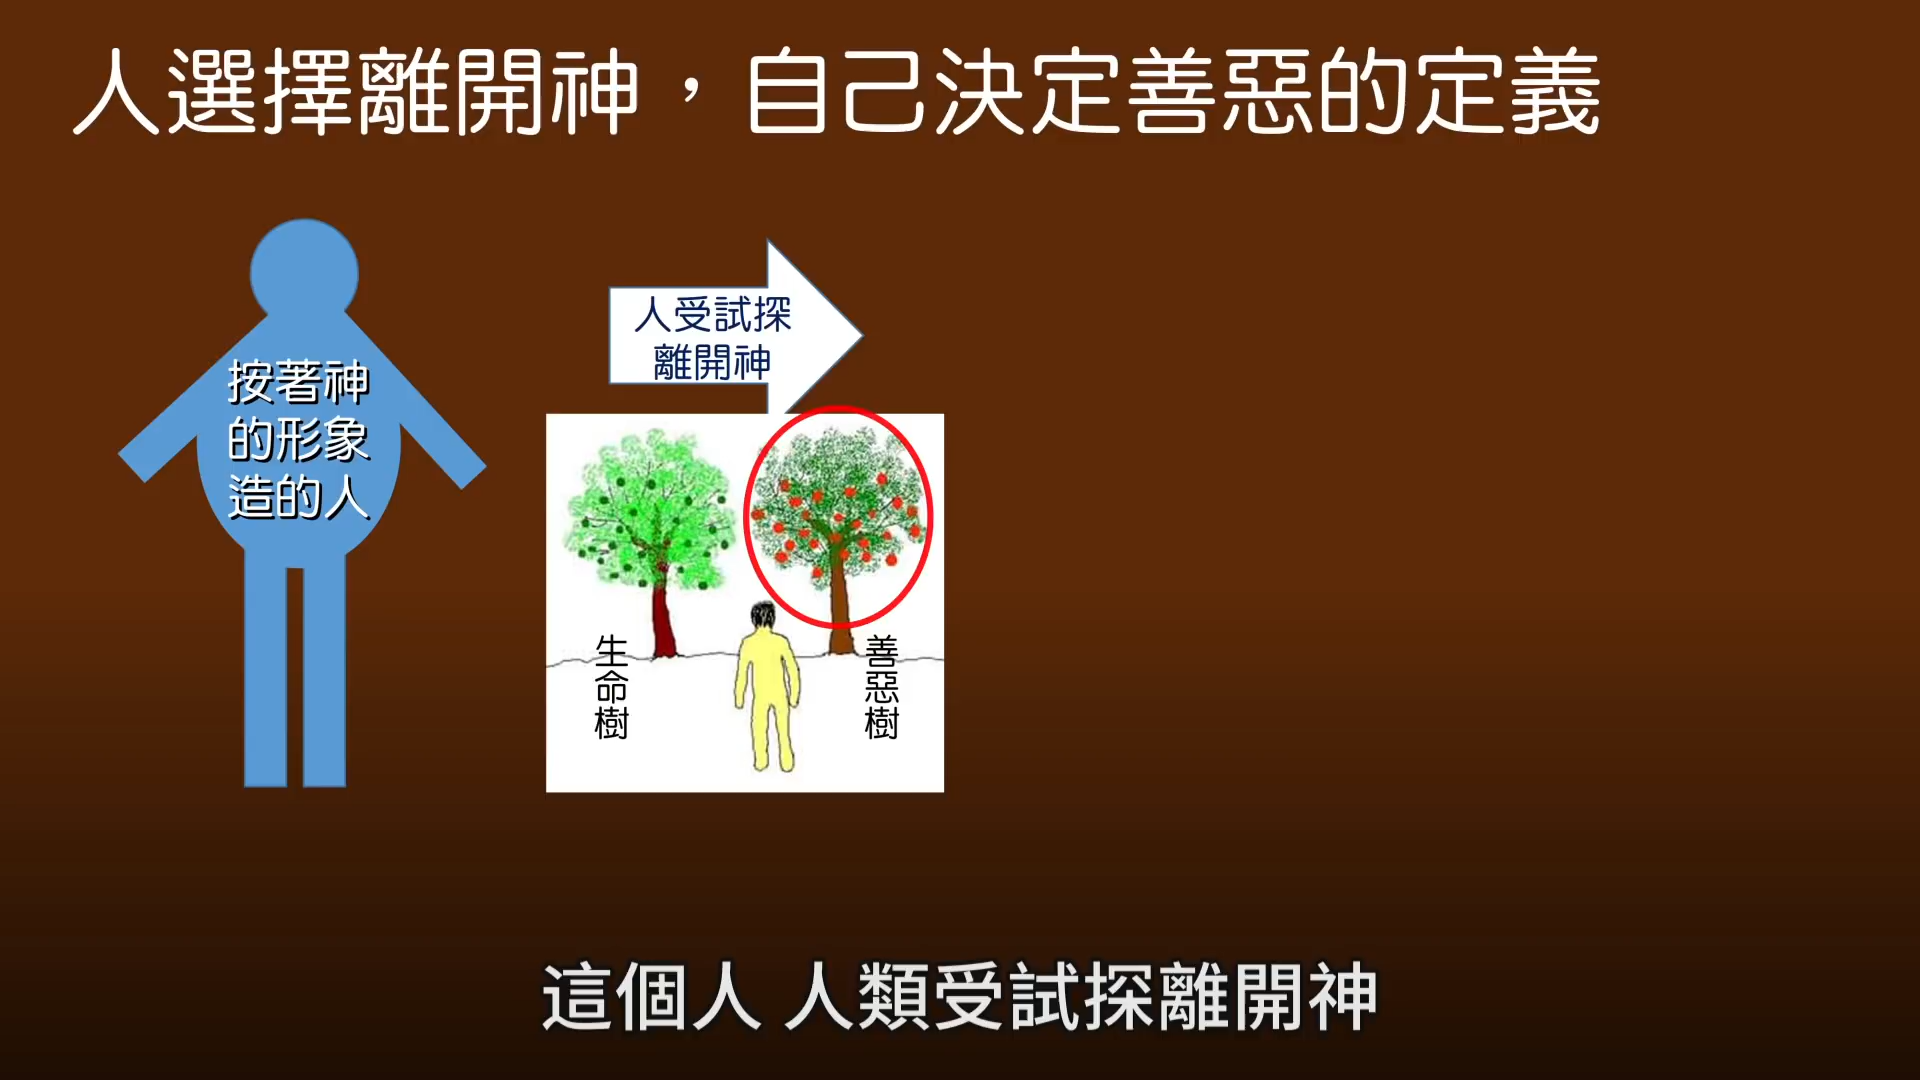 人選擇離開神，自己決定善惡的定義
按著神
的形象
造的人
人受試探
離開神
生命樹
善惡樹
這個人 人類受試探離開神